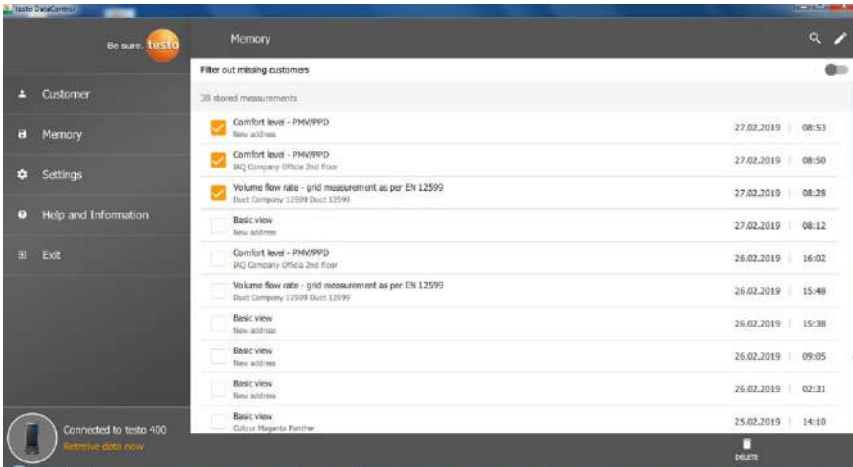 testo DataControl
Be sure. testo
Memory
Filter out missing customers
Customer
38 stored measurements
Memory
Comfort level - PMV/PPD
New address
27.02.2019 08:53
Comfort level - PMV/PPD
IAQ Company Officia 2nd floor
27.02.2019 08:50
Settings
Volume flow rate - grid measurement as per EN 12599
Duct Company 12599 Duct 12599
27.02.2019 08:28
Help and Information
Basic view
New address
27.02.2019 08:12
Exit
Comfort level - PMV/PPD
IAQ Company Officia 2nd floor
26.02.2019 16:02
Volume flow rate - grid measurement as per EN 12599
Duct Company 12599 Duct 12599
26.02.2019 15:48
Basic view
New address
26.02.2019 15:38
Basic view
New address
26.02.2019 09:05
Basic view
New address
26.02.2019 02:31
Basic view
Colour Magenta Panther
25.02.2019 14:10
Connected to testo 400
Retreive data now
DELETE